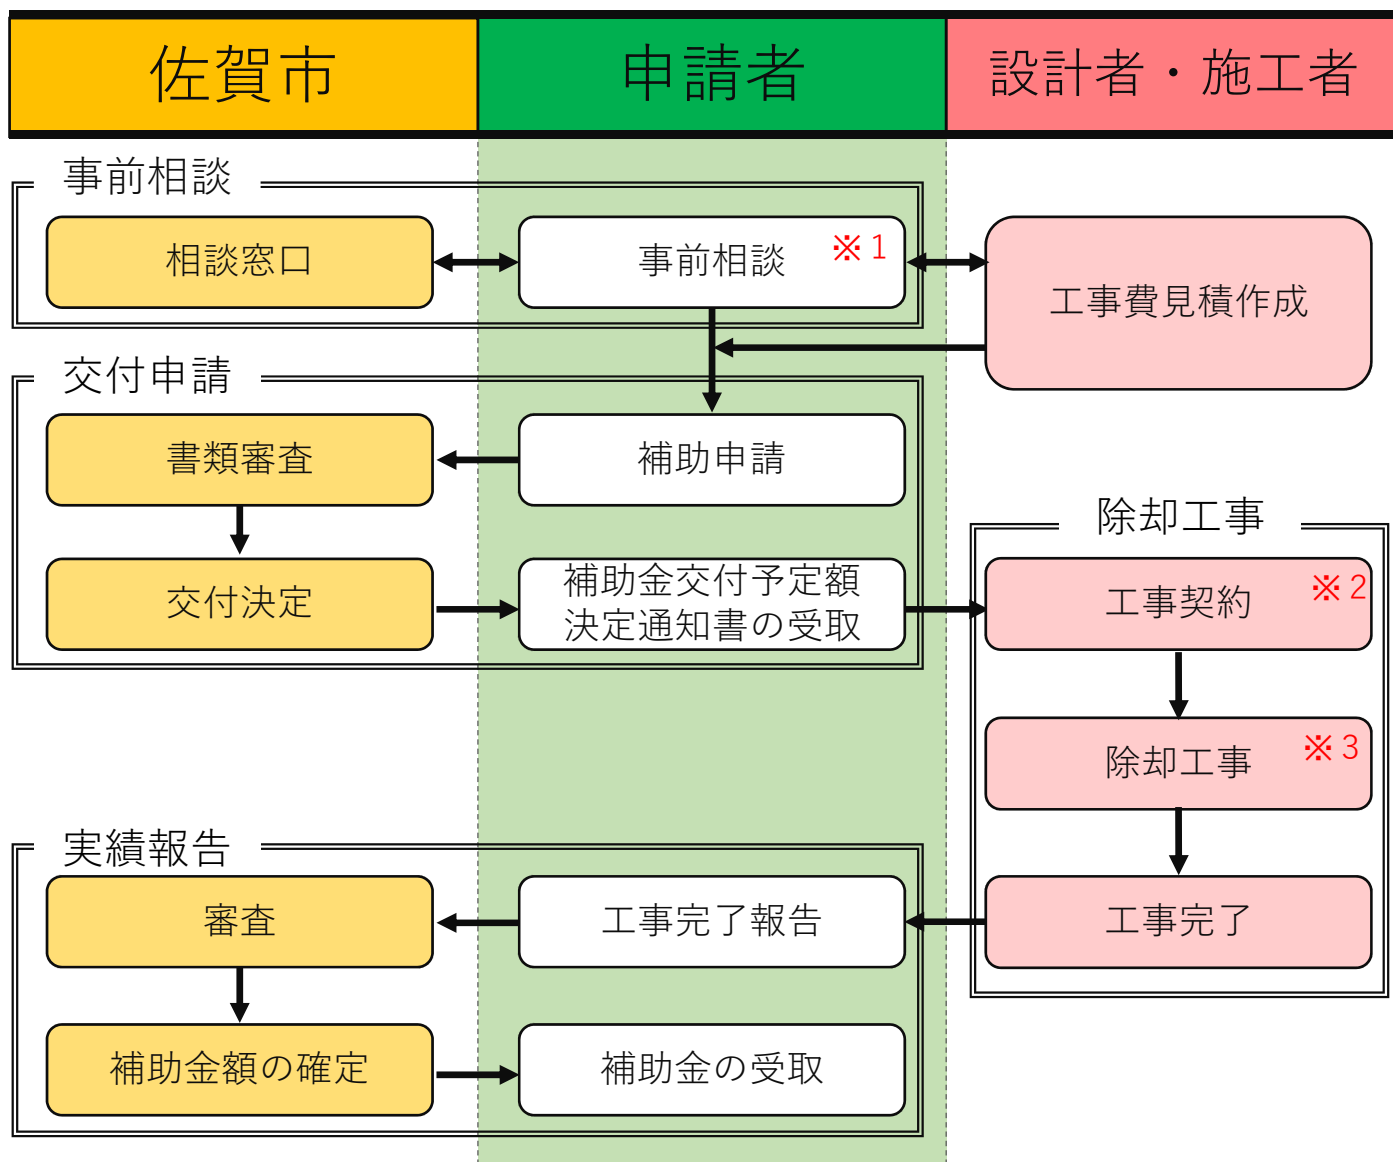 佐賀市
申請者
設計者・施工者
事前相談
相談窓口
事前相談
※1
工事費見積作成
交付申請
書類審査
補助申請
除却工事
交付決定
補助金交付予定額
決定通知書の受取
工事契約
※2
除却工事
※3
実績報告
審査
工事完了報告
工事完了
補助金額の確定
補助金の受取